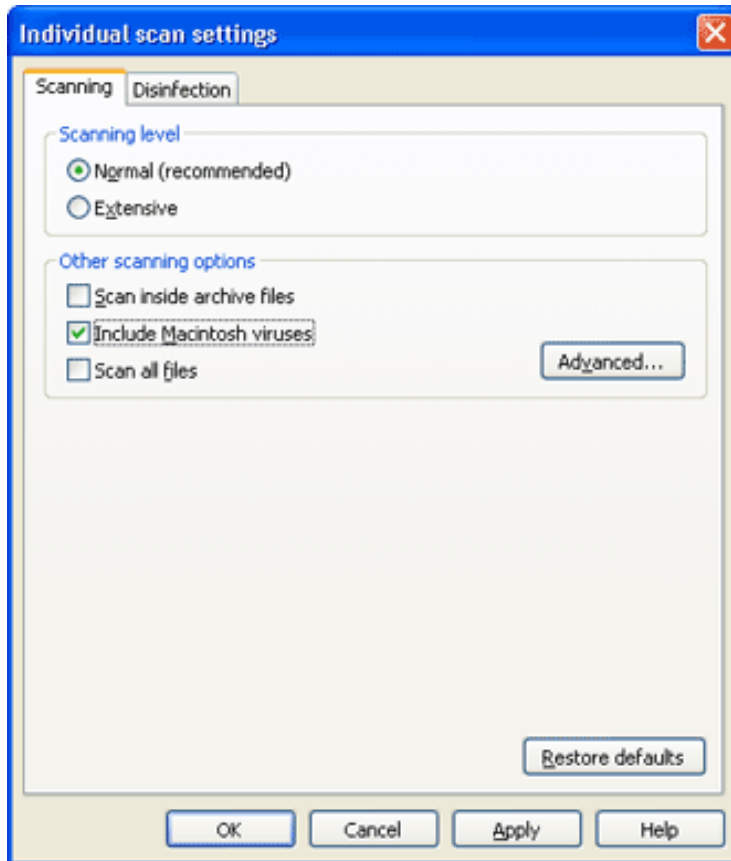 Individual scan settings
Scanning Disinfection
Scanning level
Normal (recommended)
Extensive
Other scanning options
Scan inside archive files
Include Macintosh viruses
Scan all files
Advanced...
Restore defaults
OK Cancel Apply Help